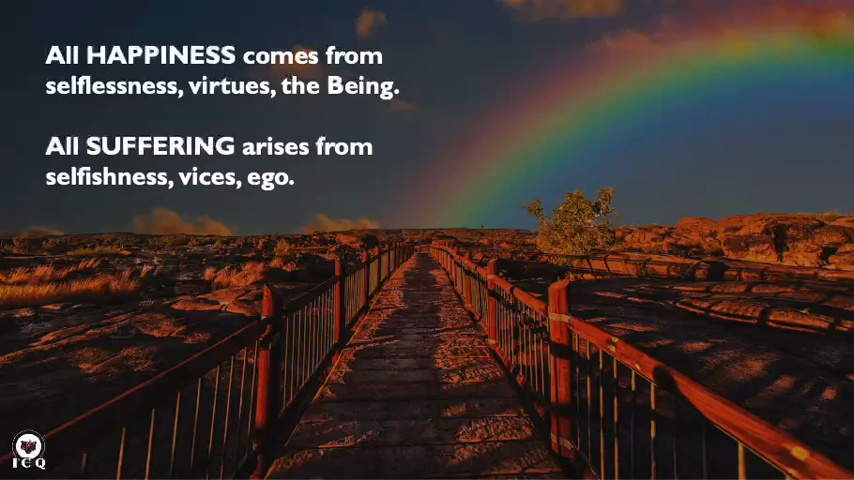 All HAPPINESS comes from
selflessness, virtues, the Being.
All SUFFERING arises from
selfishness, vices, ego.
ICQ